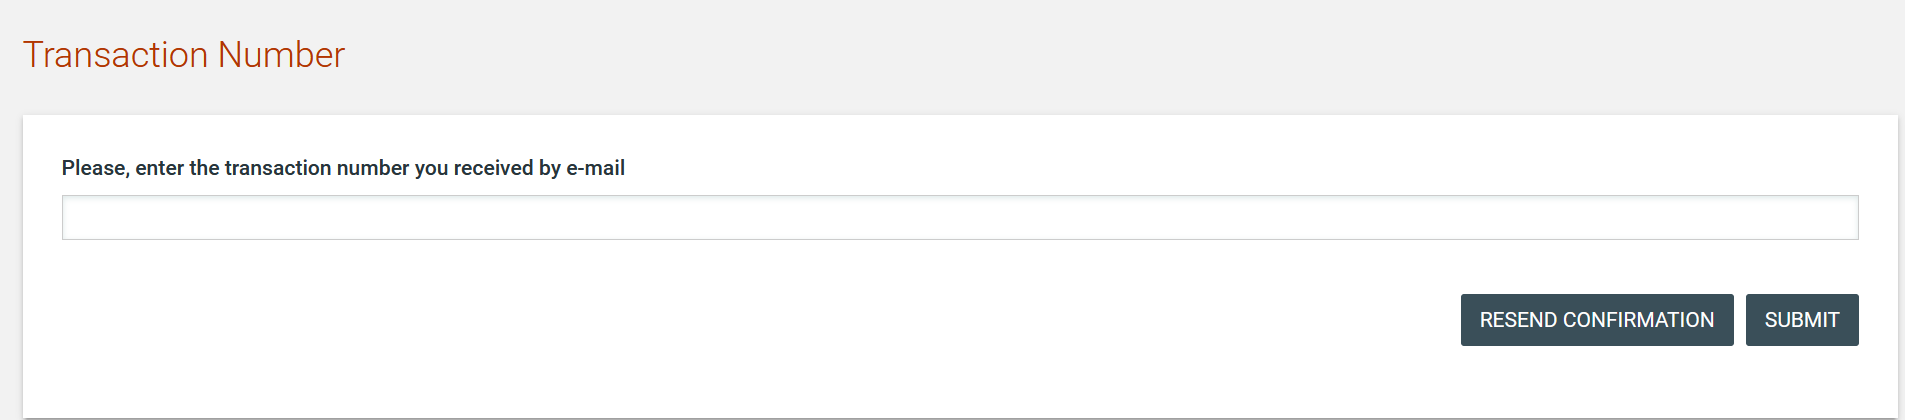 Transaction Number
Please, enter the transaction number you received by e-mail
RESEND CONFIRMATION SUBMIT